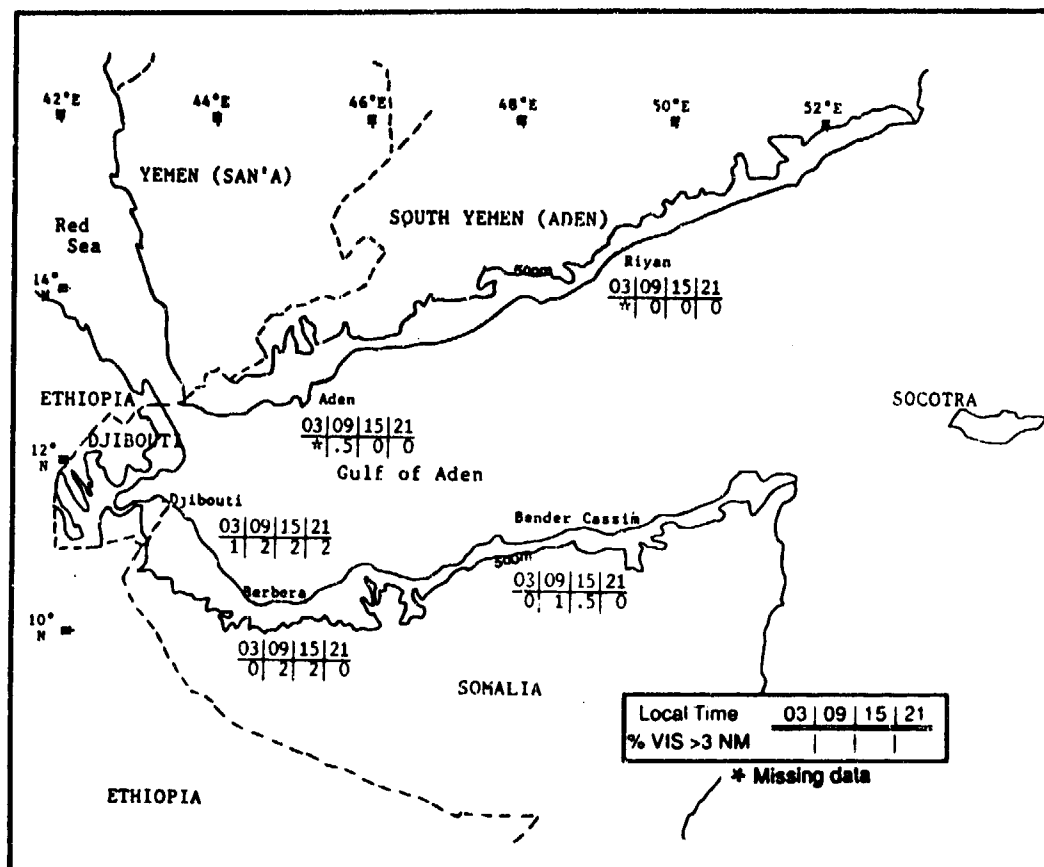 42°E 44°E 46°E 48°E 50°E 52°E
YEMEN (SAN'A)
SOUTH YEMEN (ADEN)
Red
Sea
500m
Riyan
14°
N
03|09|15|21
*|0|0|0
ETHIOPIA
Aden
SOCOTRA
DJIBOUTI
03|09|15|21
*|.5|0|0
12°
N
Gulf of Aden
Djibouti
Bender Cassim
03|09|15|21
1|2|2|2
500m
Berbera
03|09|15|21
0|1|.5|0
10°
N
03|09|15|21
0|2|2|0
SOMALIA
Local Time 03|09|15|21
% VIS >3 NM
* Missing data
ETHIOPIA